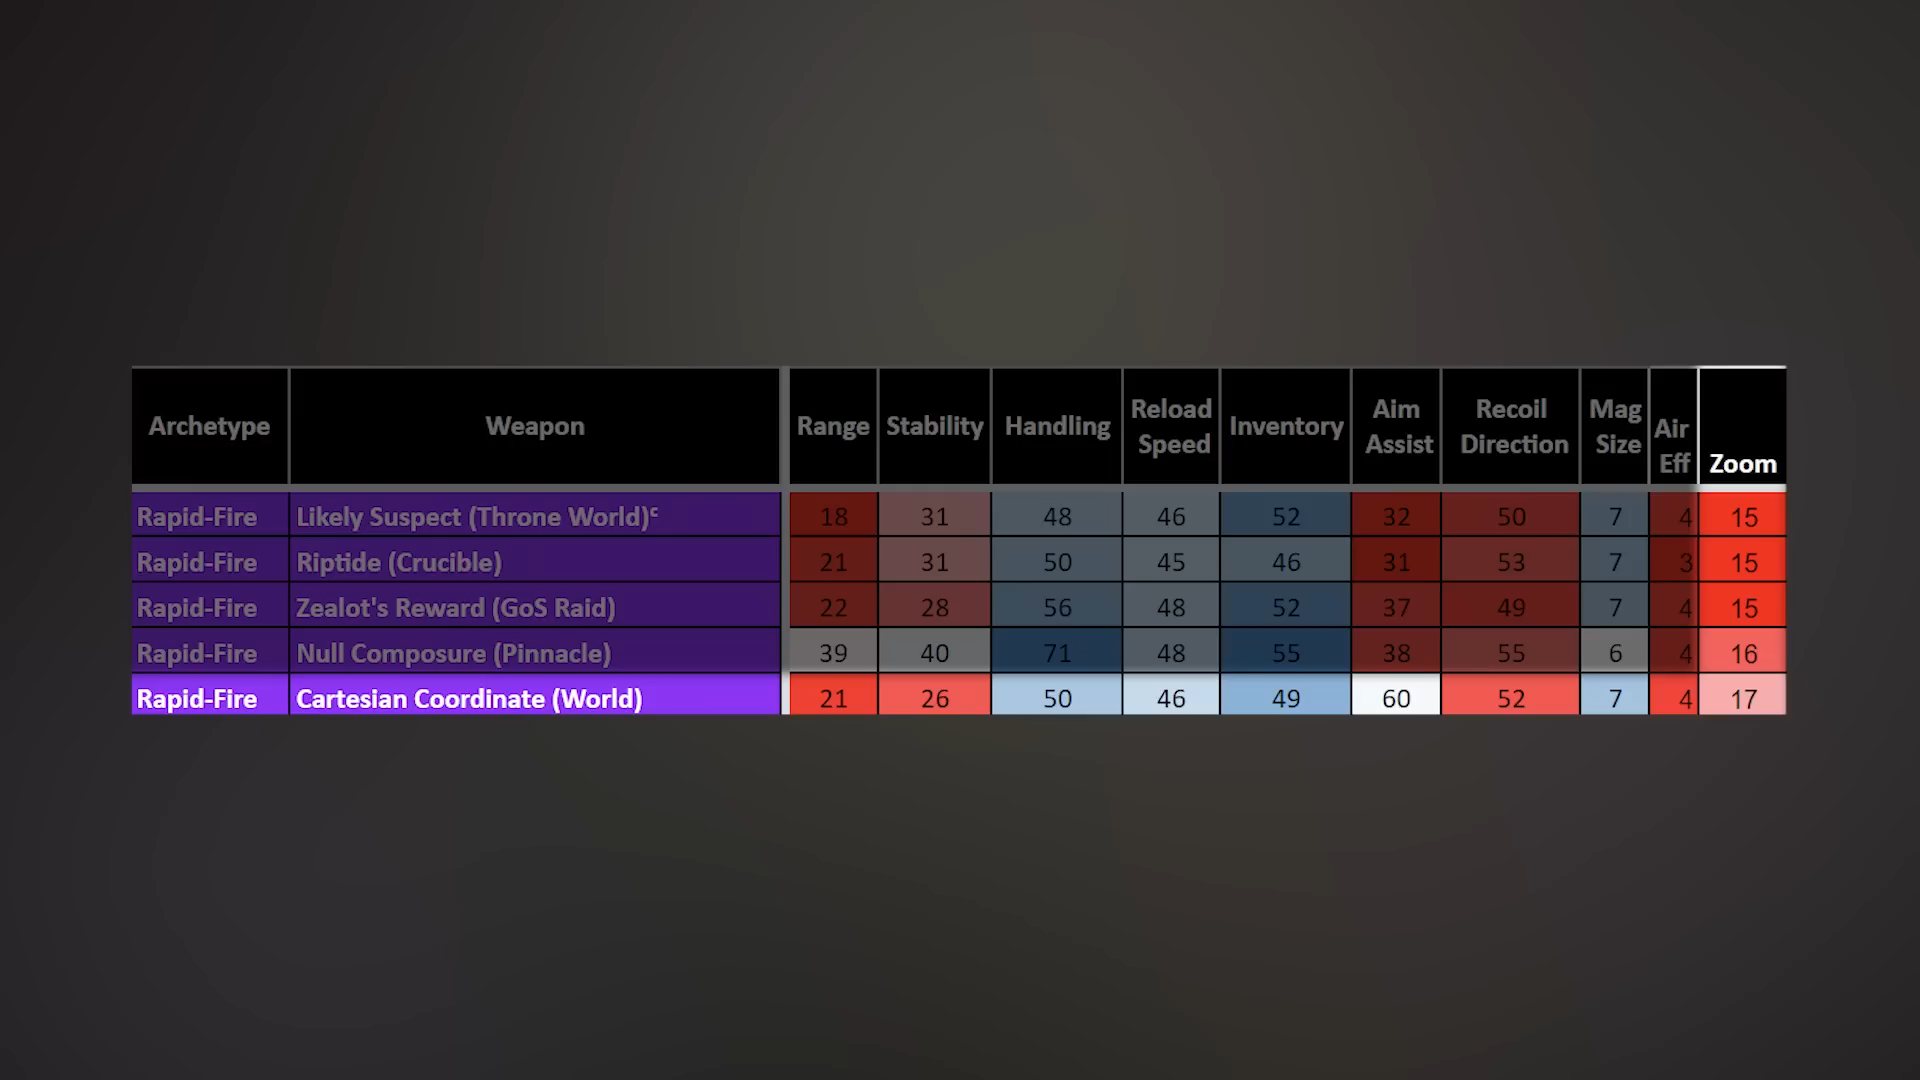 Archetype Weapon Range Stability Handling Reload Speed Inventory Aim Assist Recoil Direction Mag Size Air Eff Zoom
Rapid-Fire Likely Suspect (Throne World)ᶜ 18 31 48 46 52 32 50 7 4 15
Rapid-Fire Riptide (Crucible) 21 31 50 45 46 31 53 7 3 15
Rapid-Fire Zealot's Reward (GoS Raid) 22 28 56 48 52 37 49 7 4 15
Rapid-Fire Null Composure (Pinnacle) 39 40 71 48 55 38 55 6 4 16
Rapid-Fire Cartesian Coordinate (World) 21 26 50 46 49 60 52 7 4 17